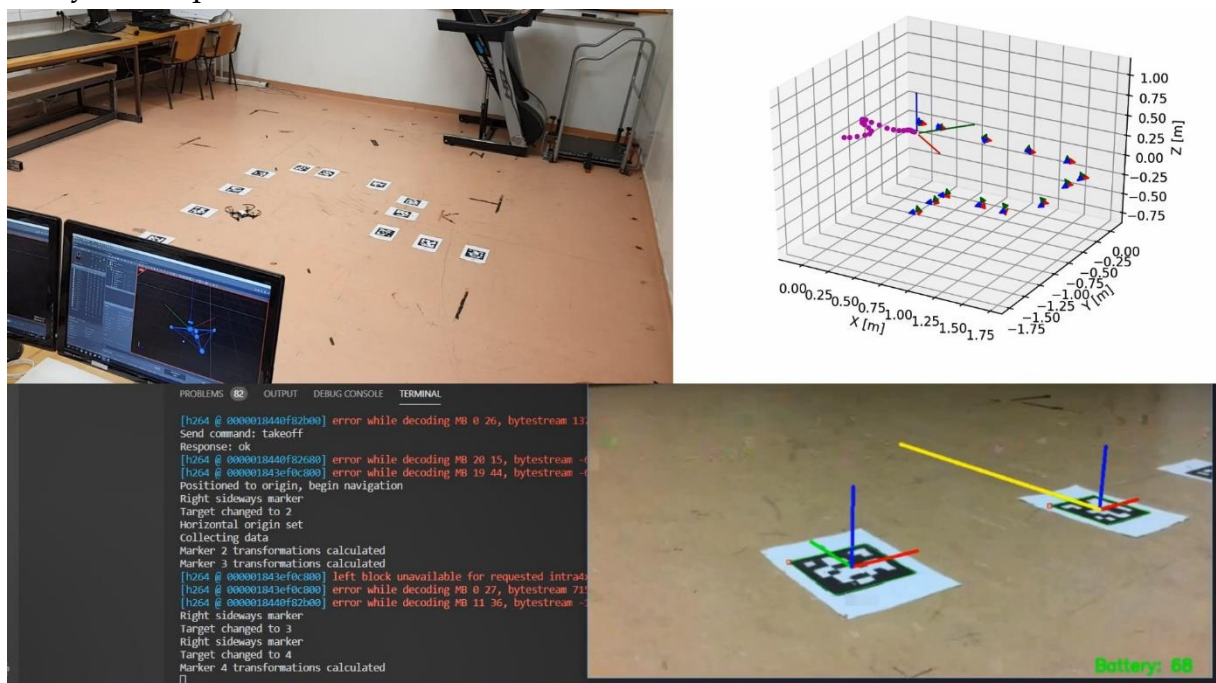 1.00
0.75
0.50
0.25
0.00
−0.25
−0.50
−0.75
Z [m]
0.00
−0.25
−0.50
−0.75
−1.00
−1.25
−1.50
−1.75
Y [m]
0.00
0.25
0.50
0.75
1.00
1.25
1.50
1.75
X [m]
PROBLEMS 82 OUTPUT DEBUG CONSOLE TERMINAL
[h264 @ 0000018440f82b00] error while decoding MB 0 26, bytestream
Send command: takeoff
Response: ok
[h264 @ 0000018440f82680] error while decoding MB 20 15, bytestream
[h264 @ 000001843ef0c800] error while decoding MB 19 44, bytestream
Positioned to origin, begin navigation
Right sideways marker
Target changed to 2
Horizontal origin set
Collecting data
Marker 2 transformations calculated
Marker 3 transformations calculated
[h264 @ 000001843ef0c800] left block unavailable for requested
[h264 @ 000001843ef0c800] error while decoding MB 0 27, bytestream
[h264 @ 0000018440f82b00] error while decoding MB 11 36, bytestream
Right sideways marker
Target changed to 3
Right sideways marker
Target changed to 4
Marker 4 transformations calculated
Battery: 68